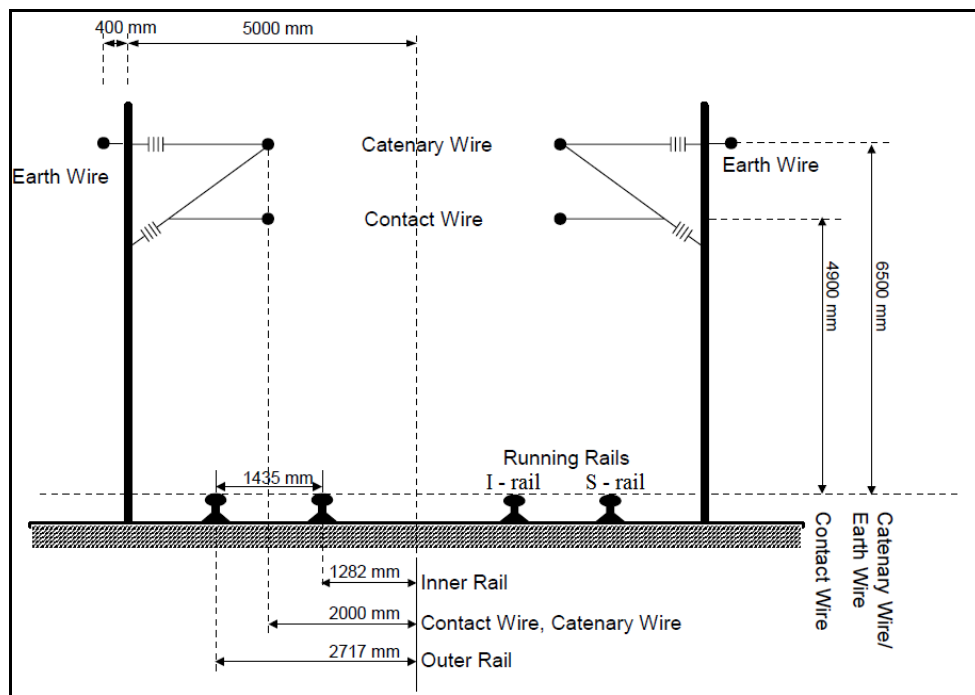 400 mm
5000 mm
Earth Wire
Catenary Wire
Earth Wire
Contact Wire
4900 mm
6500 mm
1435 mm
Running Rails
I - rail
S - rail
1282 mm
Inner Rail
2000 mm
Contact Wire, Catenary Wire
2717 mm
Outer Rail
Contact Wire
Catenary Wire/
Earth Wire